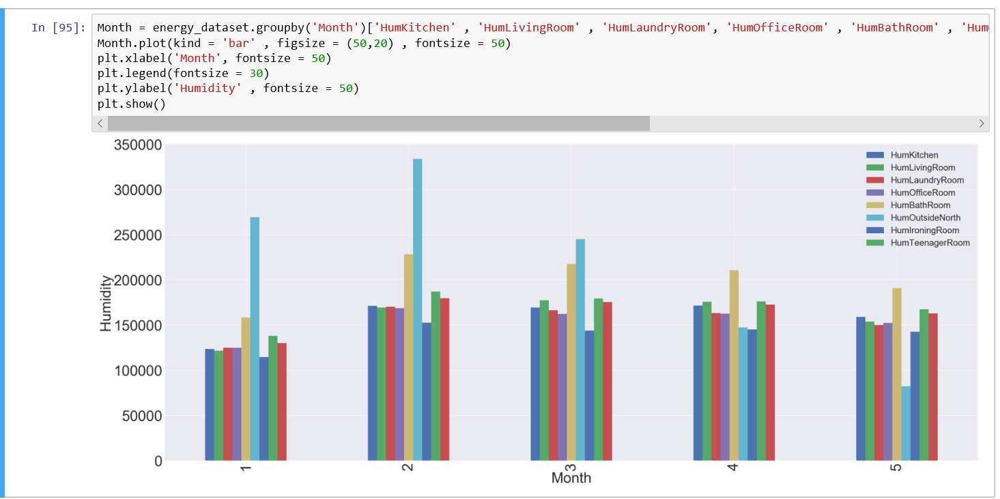 In [95]:
Month = energy_dataset.groupby('Month')['HumKitchen' , 'HumLivingRoom' , 'HumLaundryRoom', 'HumOfficeRoom' , 'HumBathRoom' , 'Hum
Month.plot(kind = 'bar' , figsize = (50,20) , fontsize = 50)
plt.xlabel('Month', fontsize = 50)
plt.legend(fontsize = 30)
plt.ylabel('Humidity' , fontsize = 50)
plt.show()
350000
300000
250000
200000
150000
100000
50000
0
Humidity
HumKitchen
HumLivingRoom
HumLaundryRoom
HumOfficeRoom
HumBathRoom
HumOutsideNorth
HumIroningRoom
HumTeenagerRoom
1
2
3
4
5
Month